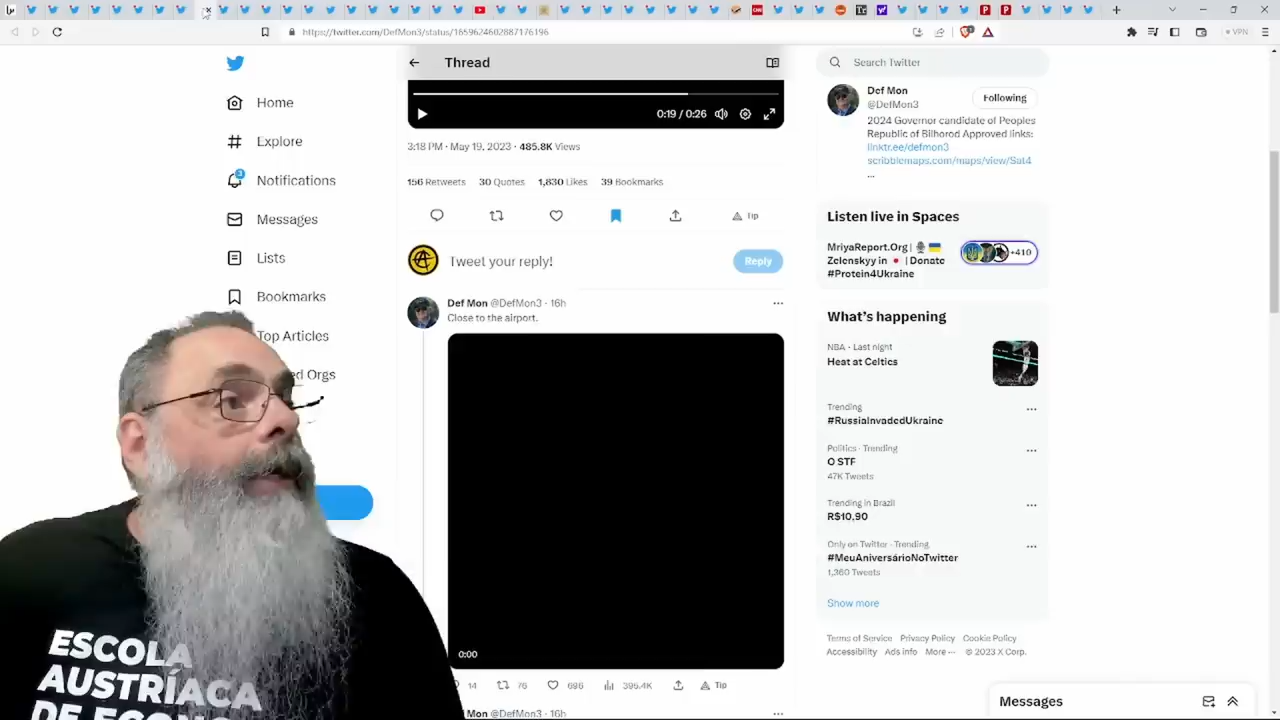 https://twitter.com/DefMon3/status/1659624602887176196
VPN
Home
Explore
3
Notifications
Messages
Lists
Bookmarks
Top Articles
Orgs
Thread
0:19 / 0:26
3:18 PM · May 19, 2023 · 485.8K Views
156 Retweets 30 Quotes 1,830 Likes 39 Bookmarks
Tip
Tweet your reply!
Reply
Def Mon @DefMon3 · 16h
Close to the airport.
0:00
14 76 696 395.4K Tip
Mon @DefMon3 · 16h
Search Twitter
Def Mon
@DefMon3
Following
2024 Governor candidate of Peoples
Republic of Bilhorod Approved links:
linktr.ee/defmon3
scribblemaps.com/maps/view/Sat4
...
Listen live in Spaces
MriyaReport.Org |
Zelenskyy in | Donate
#Protein4Ukraine
+410
What's happening
NBA · Last night
Heat at Celtics
Trending
#RussiaInvadedUkraine
Politics · Trending
O STF
47K Tweets
Trending in Brazil
R$10,90
Only on Twitter · Trending
#MeuAniversárioNoTwitter
1,360 Tweets
Show more
Terms of Service Privacy Policy Cookie Policy
Accessibility Ads info More ··· © 2023 X Corp.
Messages
ESCOLA
AUSTRÍACA
DE